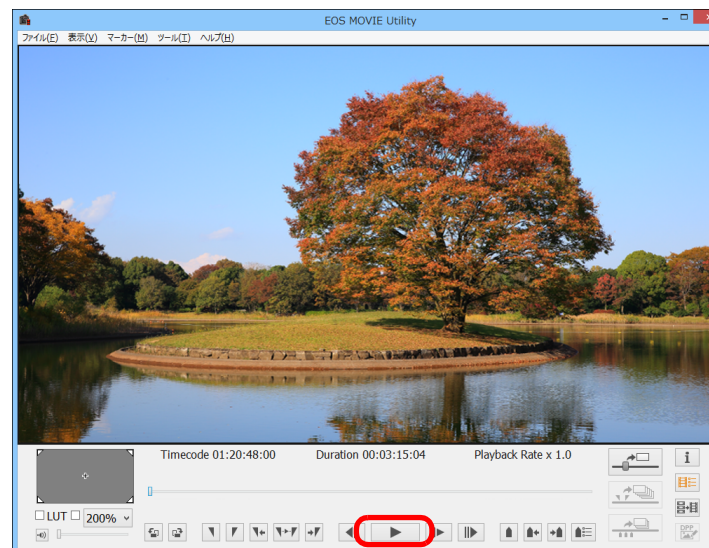 EOS MOVIE Utility
ファイル(F) 表示(V) マーカー(M) ツール(T) ヘルプ(H)
Timecode 01:20:48:00 Duration 00:03:15:04 Playback Rate x 1.0
LUT 200%
DPP